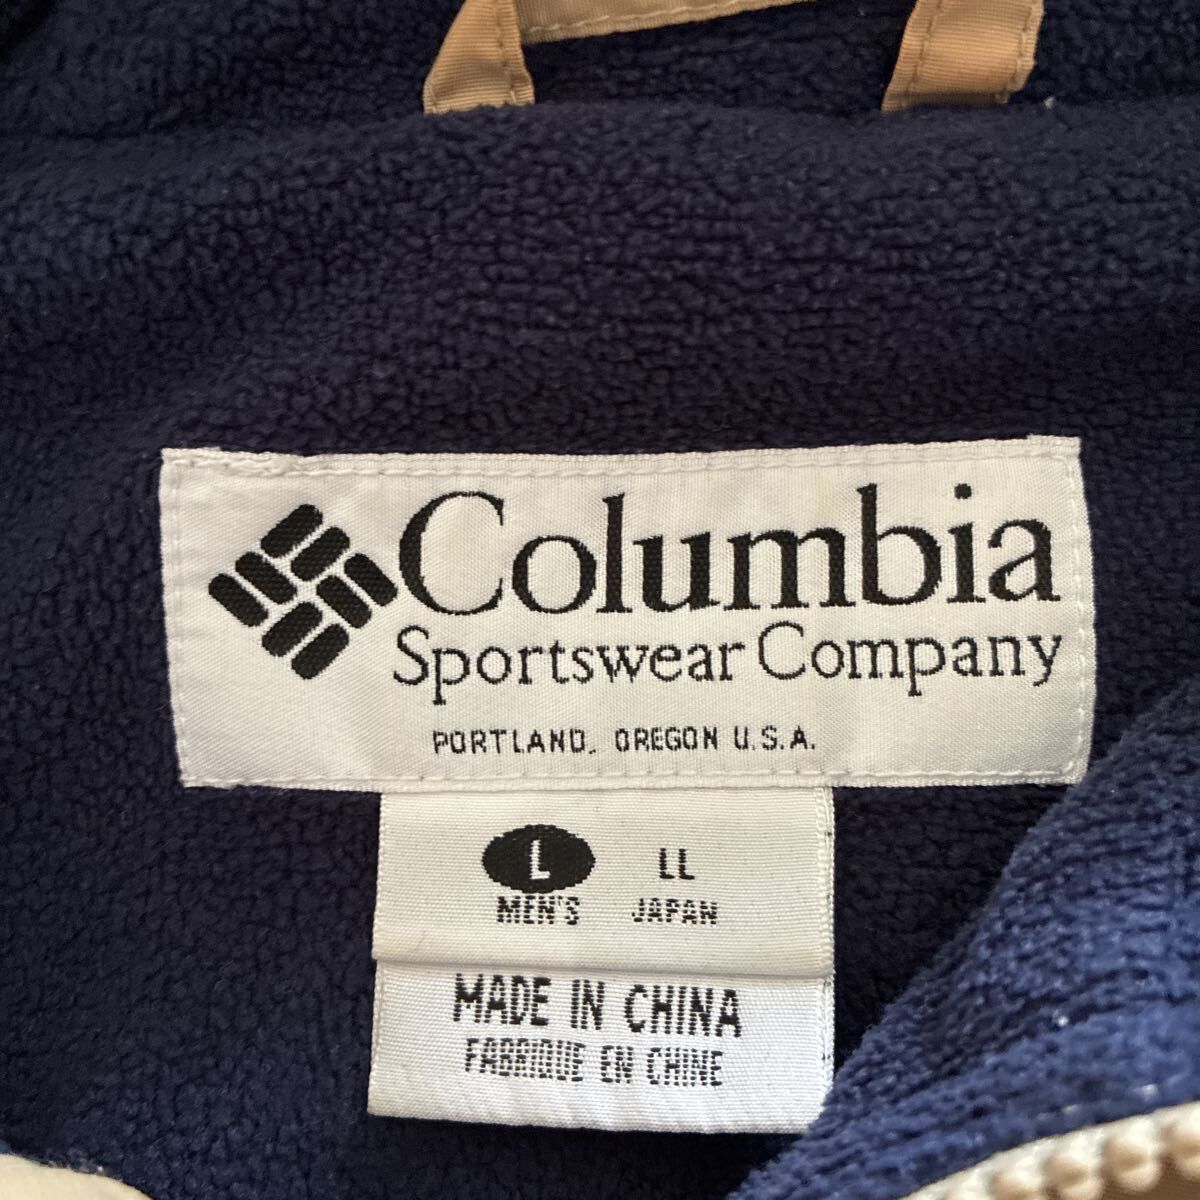 Columbia
Sportswear Company
PORTLAND, OREGON U.S.A.
L LL
MEN'S JAPAN
MADE IN CHINA
FABRIQUE EN CHINE